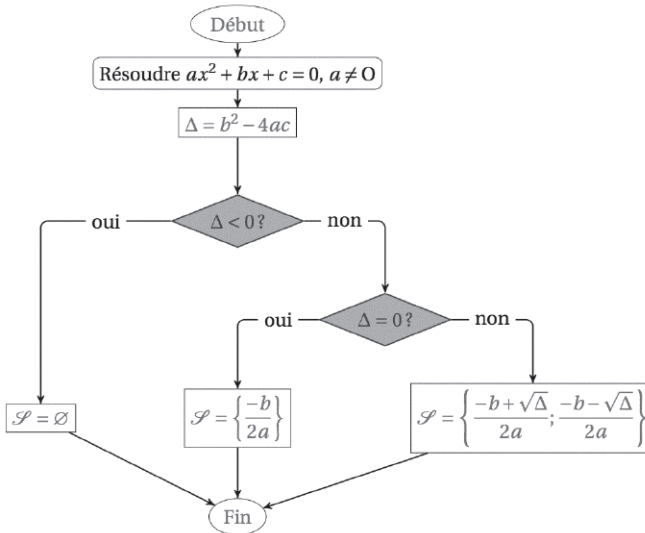 Début
Résoudre ax² + bx + c = 0, a ≠ O
Δ = b² − 4ac
oui
Δ < 0 ?
non
oui
Δ = 0 ?
non
𝒮 = ∅
𝒮 = {−b/2a}
𝒮 = {−b + √Δ/2a ; −b − √Δ/2a}
Fin